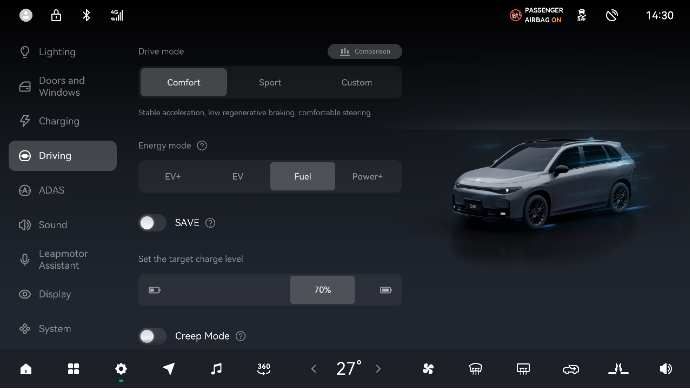 4G
PASSENGER
AIRBAG ON
14:30
Lighting
Doors and
Windows
Charging
Driving
ADAS
Sound
Leapmotor
Assistant
Display
System
Drive mode
Comparison
Comfort
Sport
Custom
Stable acceleration, low regenerative braking, comfortable steering
Energy mode
EV+
EV
Fuel
Power+
SAVE
Set the target charge level
70%
Creep Mode
360
27°